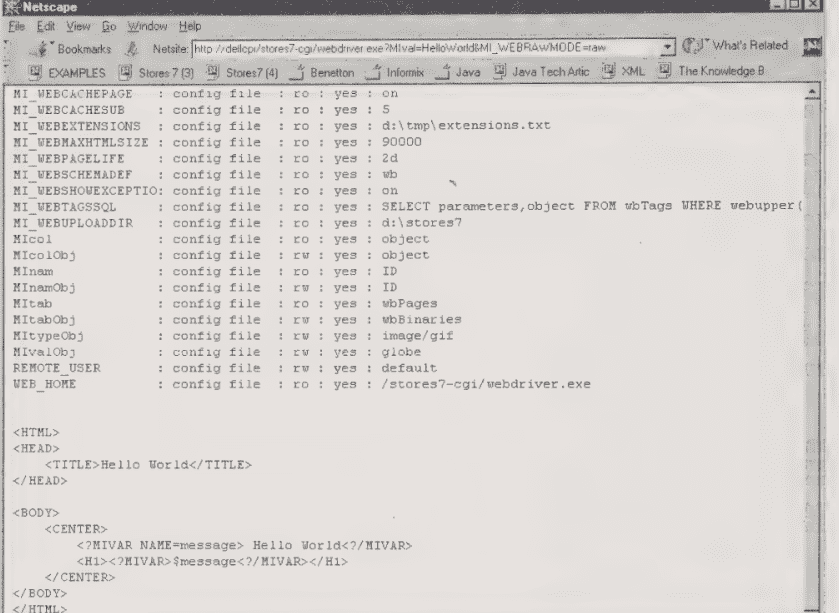 Netscape
File Edit View Go Window Help
Bookmarks Netsite: http://dellcpi/stores7-cgi/webdriver.exe?MIval=HelloWorld&MI_WEBRAWMODE=raw What's Related
EXAMPLES Stores 7 (3) Stores7 (4) Benetton Informix Java Java Tech Artic XML The Knowledge B
MI_WEBCACHEPAGE : config file : ro : yes : on
MI_WEBCACHESUB : config file : ro : yes : 5
MI_WEBEXTENSIONS : config file : ro : yes : d:\tmp\extensions.txt
MI_WEBMAXHTMLSIZE : config file : ro : yes : 90000
MI_WEBPAGELIFE : config file : ro : yes : 2d
MI_WEBSCHEMADEF : config file : ro : yes : wb
MI_WEBSHOWEXCEPTIO: config file : ro : yes : on
MI_WEBTAGSSQL : config file : ro : yes : SELECT parameters,object FROM wbTags WHERE webupper(
MI_WEBUPLOADDIR : config file : ro : yes : d:\stores7
MIcol : config file : ro : yes : object
MIcolObj : config file : rw : yes : object
MInam : config file : ro : yes : ID
MInamObj : config file : rw : yes : ID
MItab : config file : ro : yes : wbPages
MItabObj : config file : rw : yes : wbBinaries
MItypeObj : config file : rw : yes : image/gif
MIvalObj : config file : rw : yes : globe
REMOTE_USER : config file : rw : yes : default
WEB_HOME : config file : ro : yes : /stores7-cgi/webdriver.exe
<HTML>
<HEAD>
<TITLE>Hello World</TITLE>
</HEAD>
<BODY>
<CENTER>
<?MIVAR NAME=message> Hello World<?/MIVAR>
<H1><?MIVAR>$message<?/MIVAR></H1>
</CENTER>
</BODY>
</HTML>